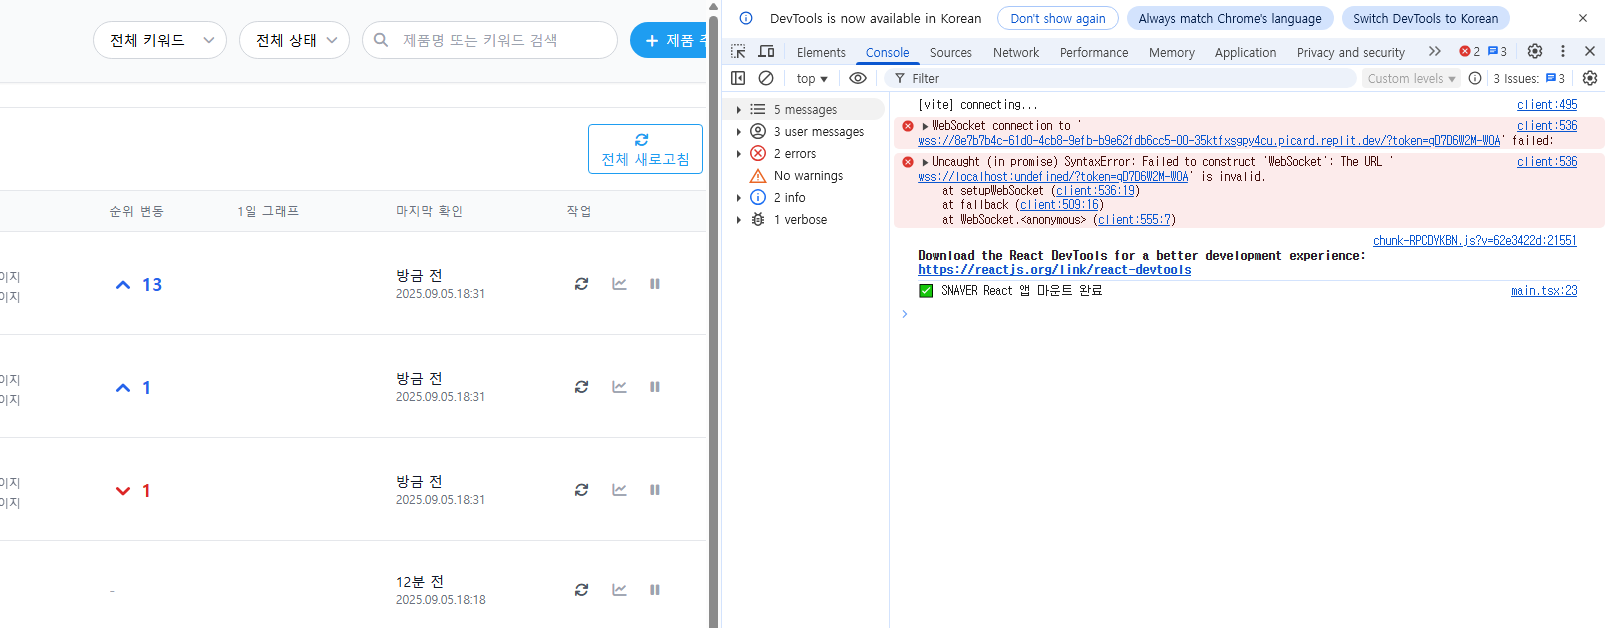 전체 키워드
전체 상태
제품명 또는 키워드 검색
+ 제품
전체 새로고침
순위 변동
1일 그래프
마지막 확인
작업
이지
이지
13
방금 전
2025.09.05.18:31
이지
이지
1
방금 전
2025.09.05.18:31
이지
이지
1
방금 전
2025.09.05.18:31
-
12분 전
2025.09.05.18:18
DevTools is now available in Korean
Don't show again
Always match Chrome's language
Switch DevTools to Korean
Elements
Console
Sources
Network
Performance
Memory
Application
Privacy and security
2
3
top
Filter
Custom levels
3 Issues:
3
5 messages
3 user messages
2 errors
No warnings
2 info
1 verbose
[vite] connecting...
client:495
WebSocket connection to '
client:536
wss://8e7b7b4c-61d0-4cb8-9efb-b9e62fdb6cc5-00-35ktfxsgpy4cu.picard.replit.dev/?token=qD7D6W2M-WOA' failed:
Uncaught (in promise) SyntaxError: Failed to construct 'WebSocket': The URL '
client:536
wss://localhost:undefined/?token=qD7D6W2M-WOA' is invalid.
at setupWebSocket (client:536:19)
at fallback (client:509:16)
at WebSocket.<anonymous> (client:555:7)
chunk-RPCDYKBN.js?v=62e3422d:21551
Download the React DevTools for a better development experience:
https://reactjs.org/link/react-devtools
SNAVER React 앱 마운트 완료
main.tsx:23